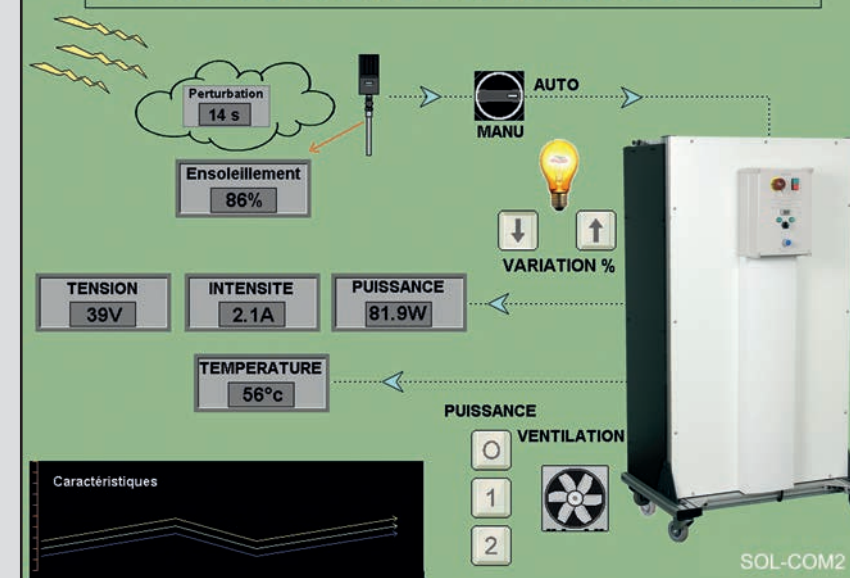 Perturbation
14 s
AUTO
MANU
Ensoleillement
86%
VARIATION %
TENSION
39V
INTENSITE
2.1A
PUISSANCE
81.9W
TEMPERATURE
56°c
PUISSANCE
VENTILATION
O
1
2
Caractéristiques
SOL-COM2